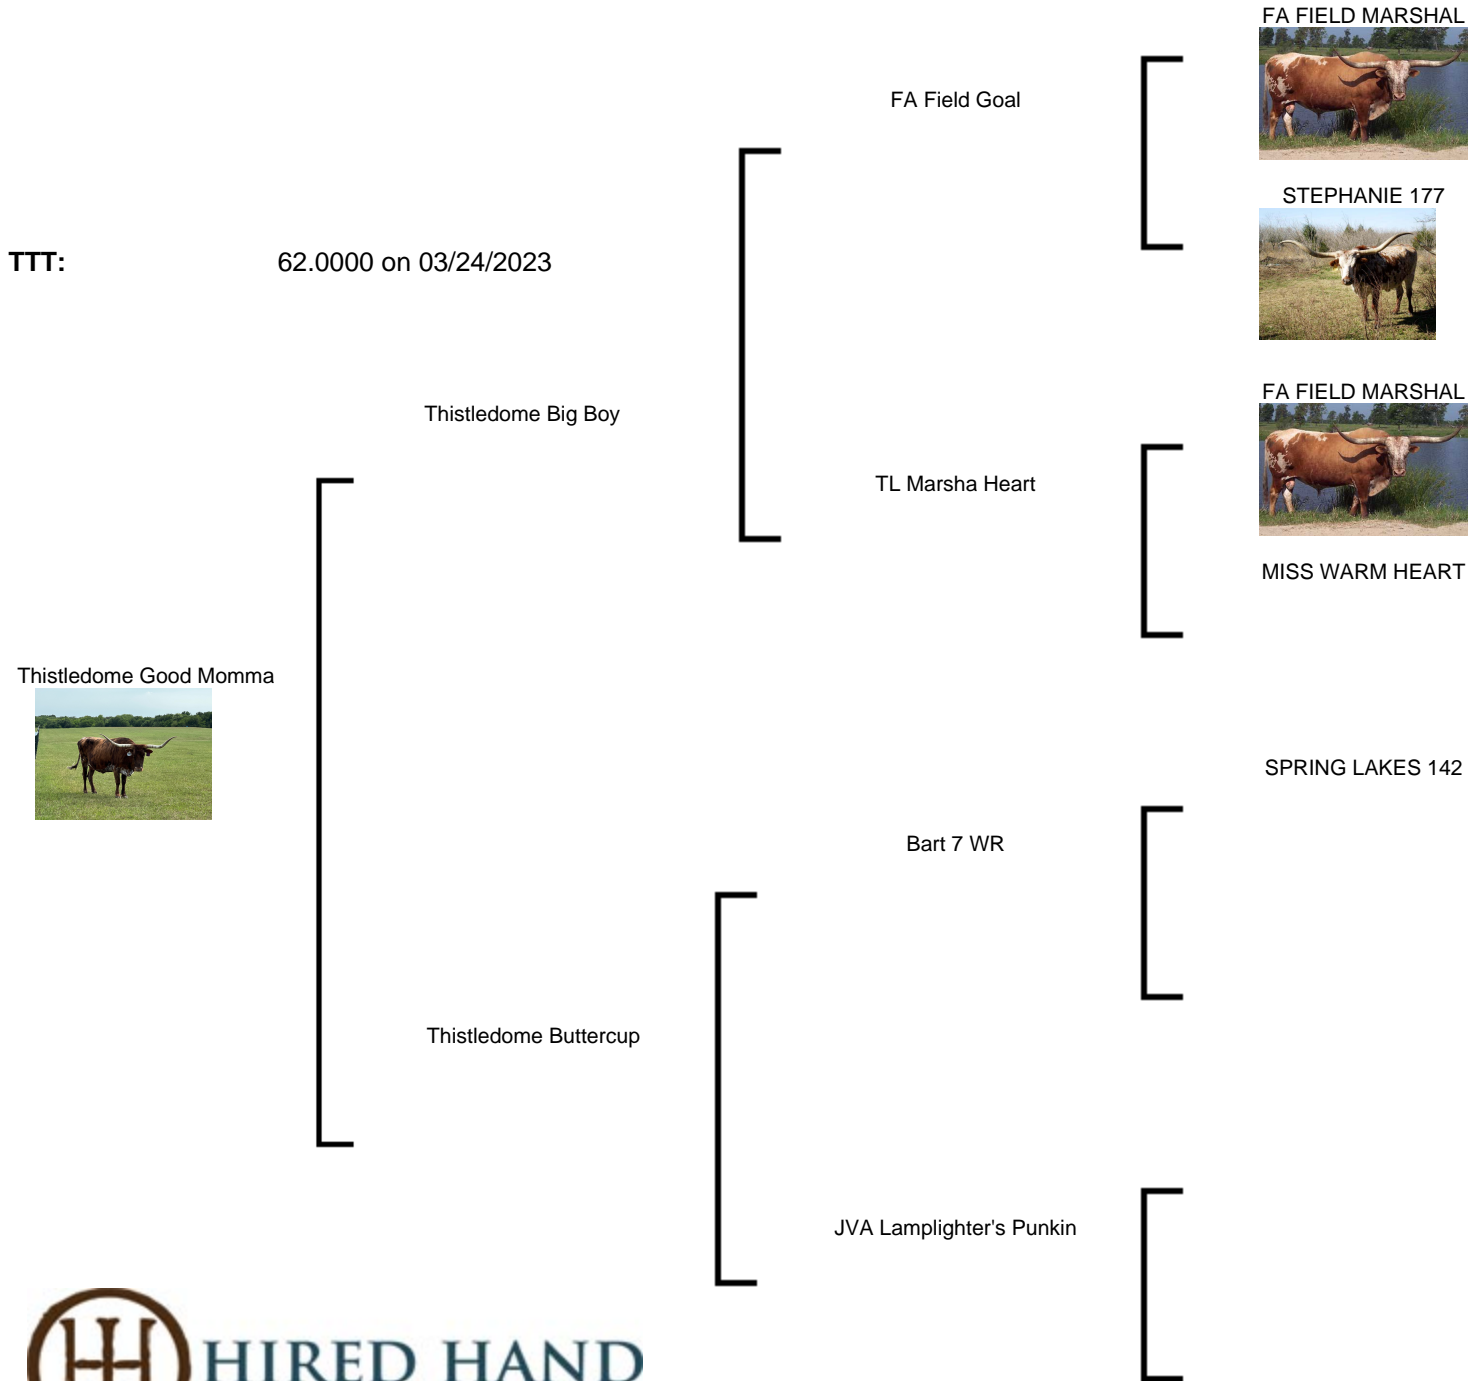 FA FIELD MARSHAL
FA Field Goal
STEPHANIE 177
TTT: 62.0000 on 03/24/2023
FA FIELD MARSHAL
Thistledome Big Boy
TL Marsha Heart
MISS WARM HEART
Thistledome Good Momma
SPRING LAKES 142
Bart 7 WR
Thistledome Buttercup
JVA Lamplighter's Punkin
HIRED HAND